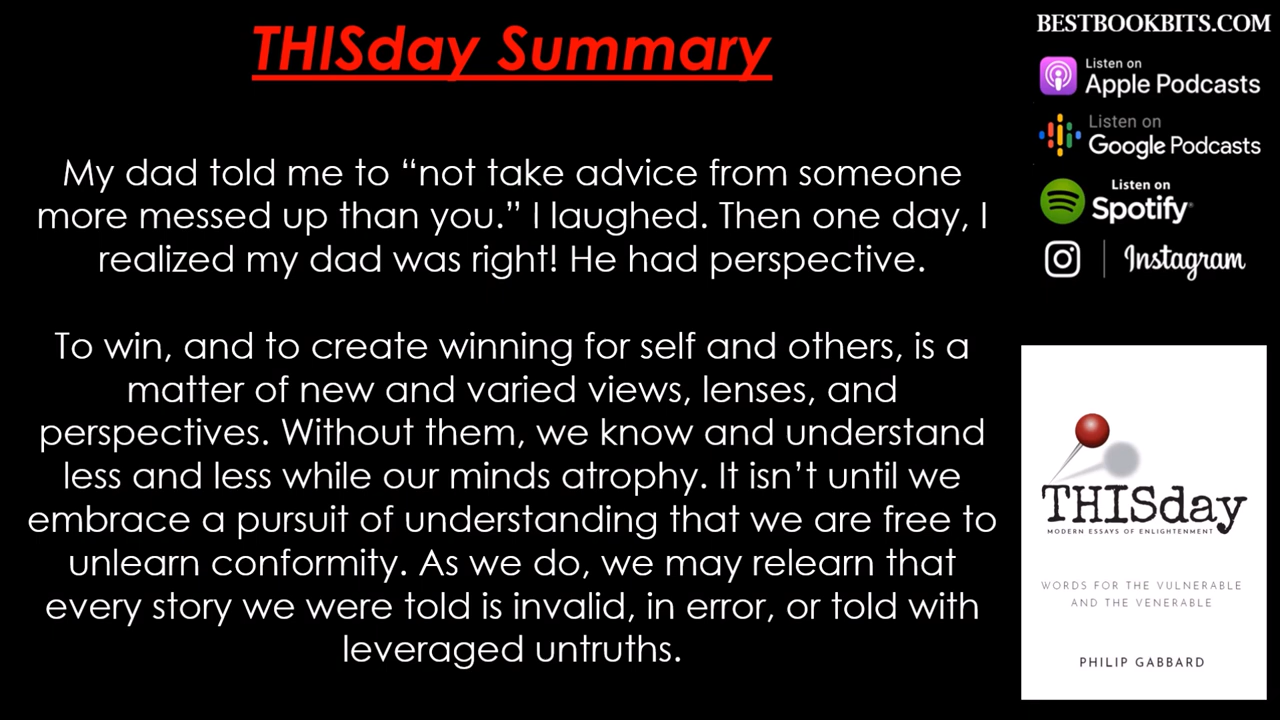 THISday Summary
My dad told me to “not take advice from someone
more messed up than you.” I laughed. Then one day, I
realized my dad was right! He had perspective.
To win, and to create winning for self and others, is a
matter of new and varied views, lenses, and
perspectives. Without them, we know and understand
less and less while our minds atrophy. It isn’t until we
embrace a pursuit of understanding that we are free to
unlearn conformity. As we do, we may relearn that
every story we were told is invalid, in error, or told with
leveraged untruths.
BESTBOOKBITS.COM
Listen on
Apple Podcasts
Listen on
Google Podcasts
Listen on
Spotify
Instagram
THISday
MODERN ESSAYS OF ENLIGHTENMENT
WORDS FOR THE VULNERABLE
AND THE VENERABLE
PHILIP GABBARD